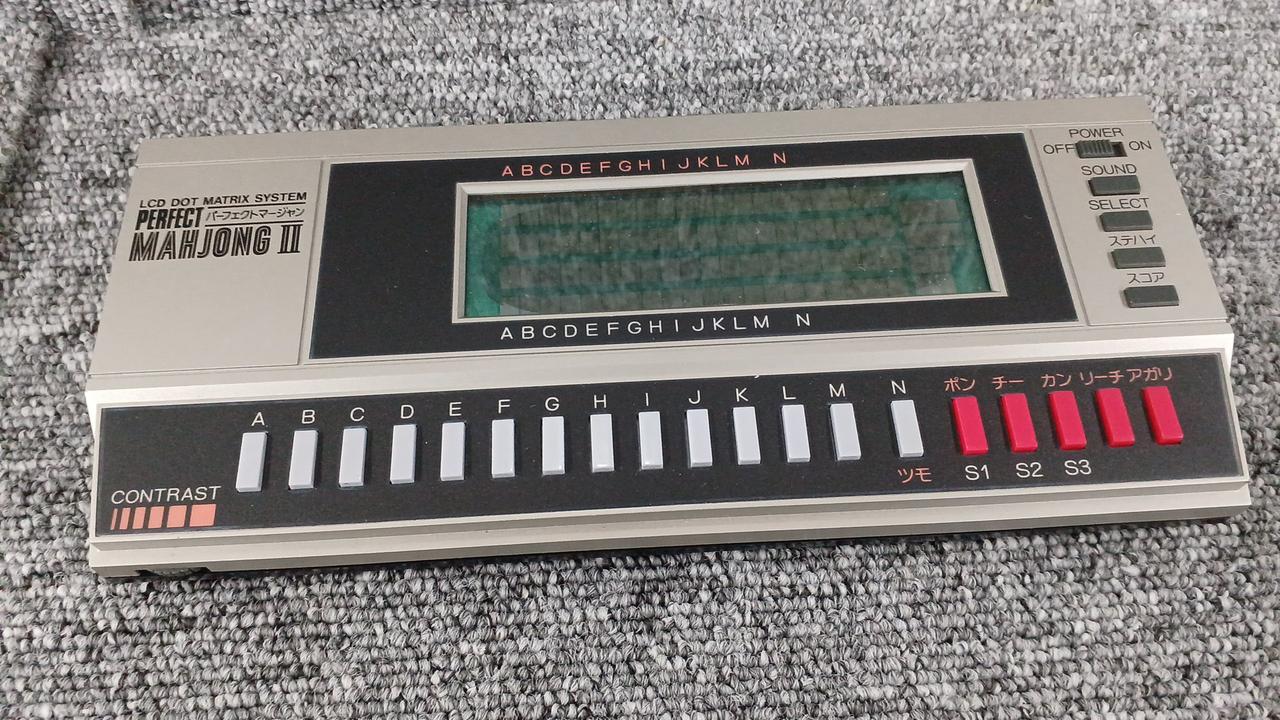 LCD DOT MATRIX SYSTEM
PERFECT パーフェクトマージャン
MAHJONG II
ABCDEFGHIJKLM N
ABCDEFGHIJKLM N
POWER
OFF ON
SOUND
SELECT
ステハイ
スコア
A B C D E F G H I J K L M N ポン チー カン リーチ アガリ
ツモ S1 S2 S3
CONTRAST